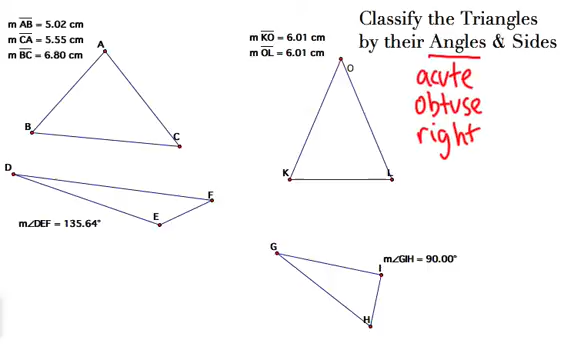 m AB = 5.02 cm
m CA = 5.55 cm
m BC = 6.80 cm
A
B
C
m KO = 6.01 cm
m OL = 6.01 cm
O
K
L
Classify the Triangles
by their Angles & Sides
acute
obtuse
right
D
F
E
m∠DEF = 135.64°
G
I
H
m∠GIH = 90.00°